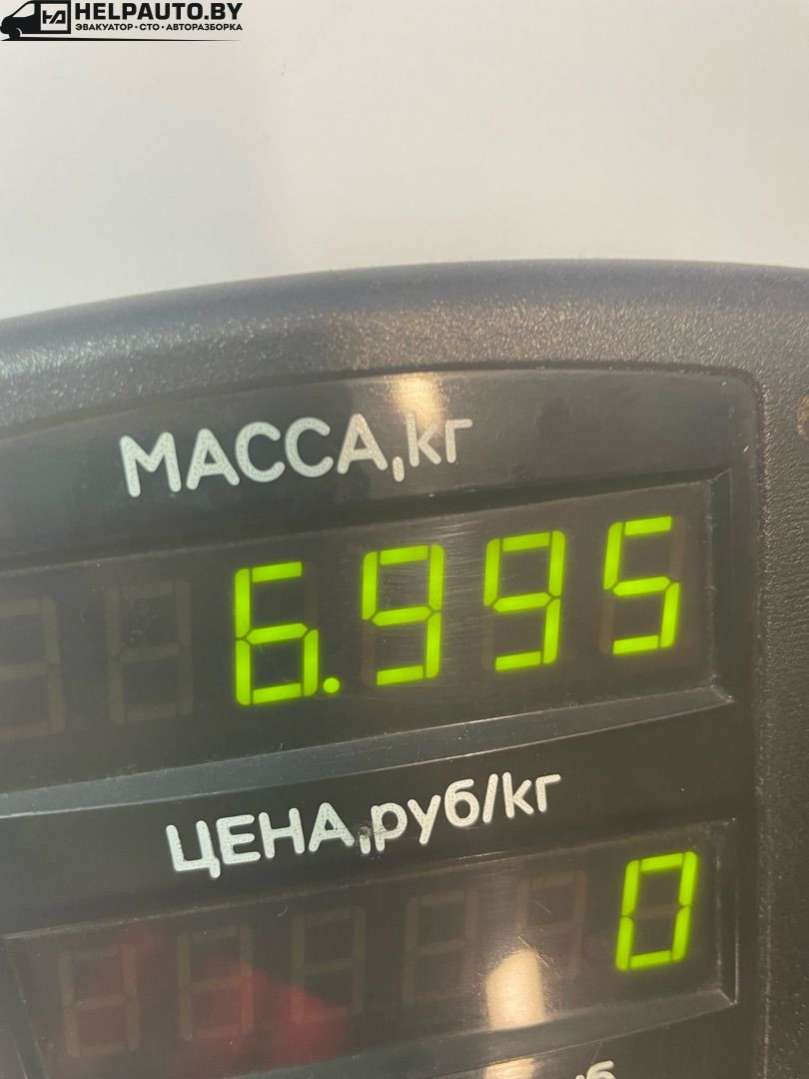 HELPAUTO.BY
ЭВАКУАТОР • СТО • АВТОРАЗБОРКА
МАССА,кг
6.995
ЦЕНА,руб/кг
0